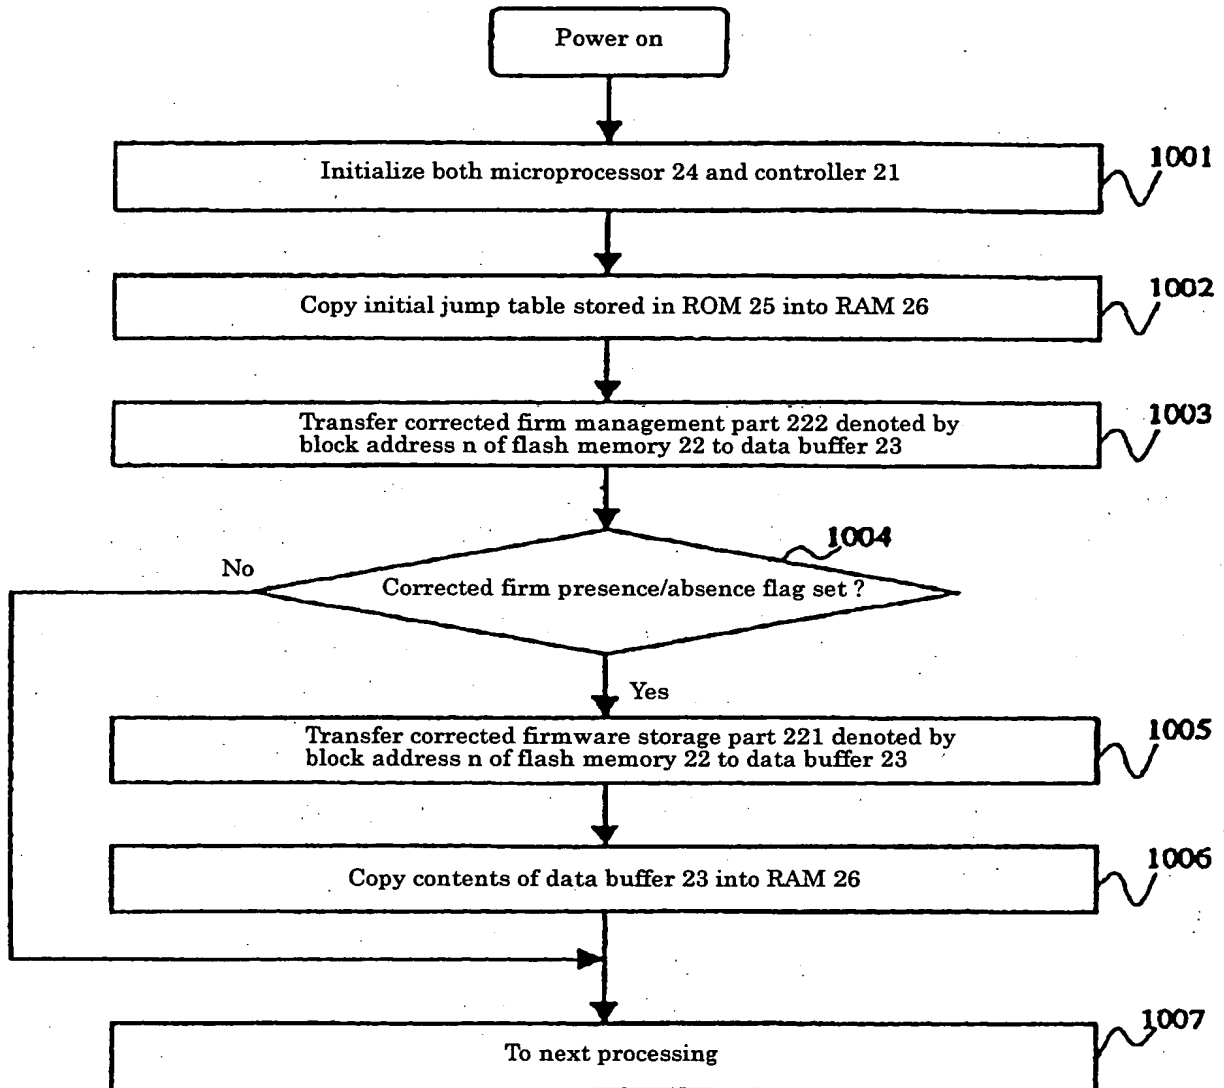 Power on
Initialize both microprocessor 24 and controller 21
1001
Copy initial jump table stored in ROM 25 into RAM 26
1002
Transfer corrected firm management part 222 denoted by
block address n of flash memory 22 to data buffer 23
1003
1004
No
Corrected firm presence/absence flag set ?
Yes
Transfer corrected firmware storage part 221 denoted by
block address n of flash memory 22 to data buffer 23
1005
Copy contents of data buffer 23 into RAM 26
1006
To next processing
1007